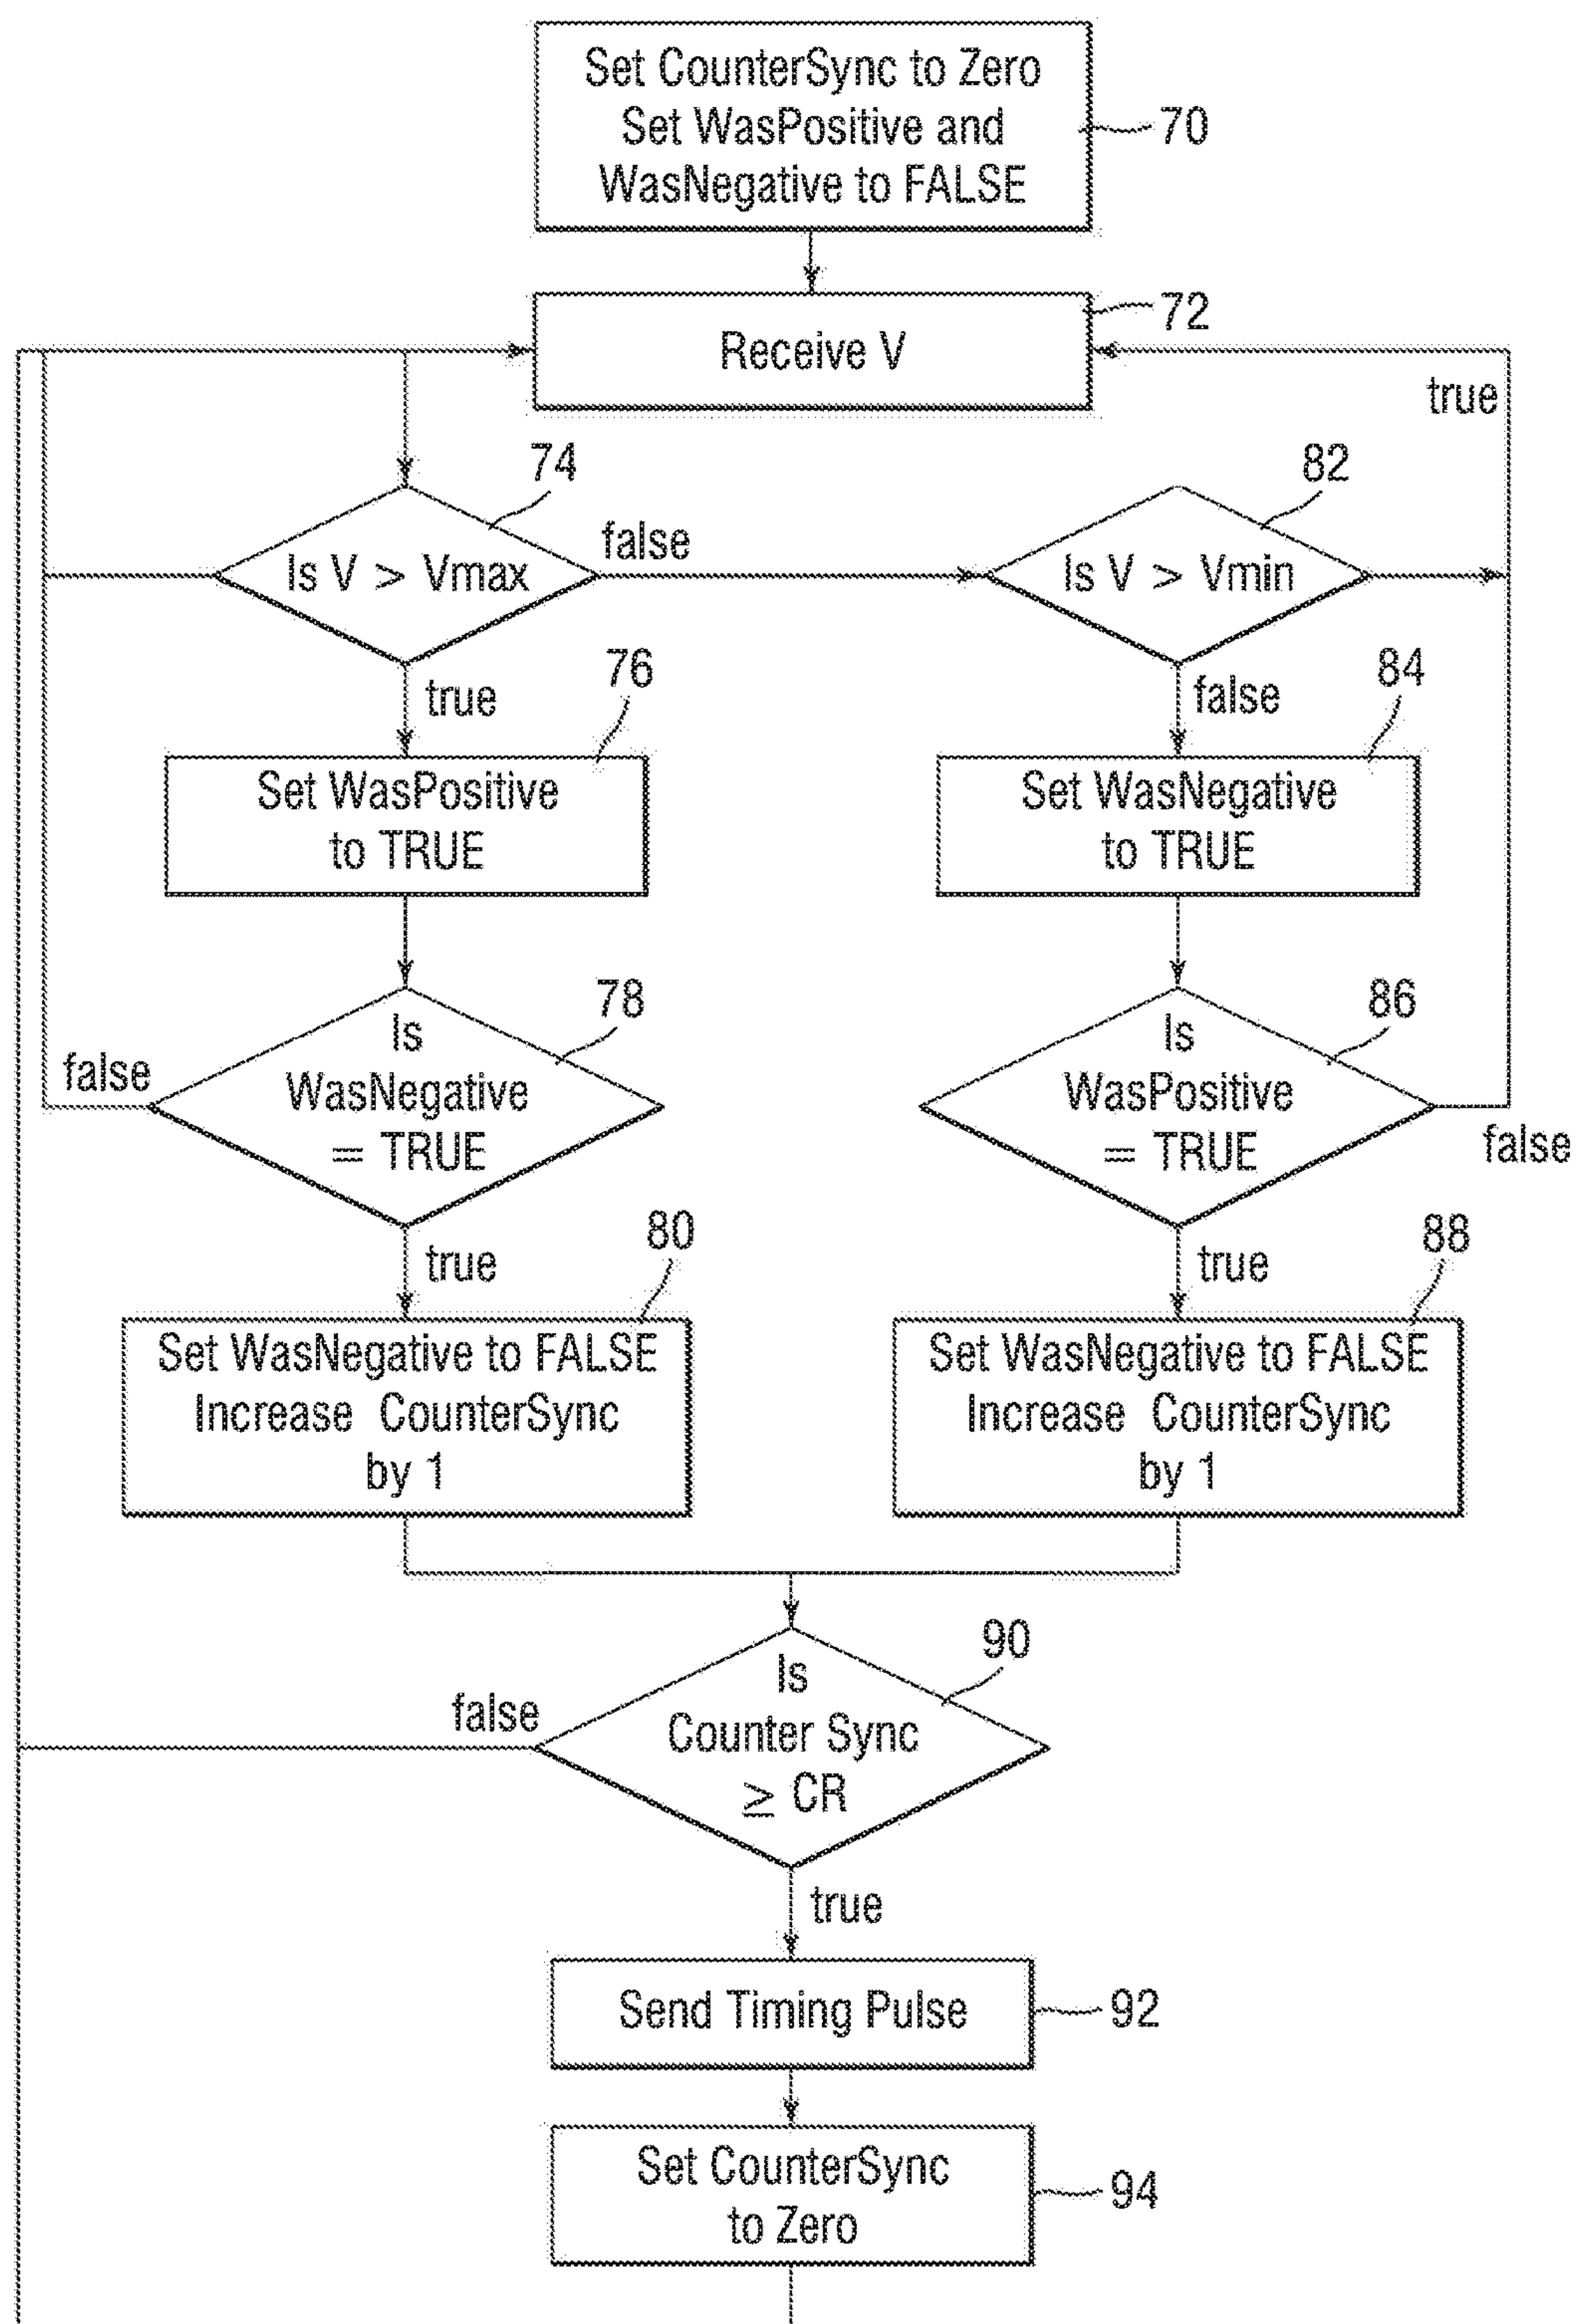 Set CounterSync to Zero
Set WasPositive and
WasNegative to FALSE
70
72
Receive V
true
74
82
false
Is V > Vmax
Is V > Vmin
76
84
true
false
Set WasPositive
to TRUE
Set WasNegative
to TRUE
78
86
Is
WasNegative
= TRUE
false
Is
WasPositive
= TRUE
false
80
88
true
true
Set WasNegative to FALSE
Increase CounterSync
by 1
Set WasNegative to FALSE
Increase CounterSync
by 1
90
Is
Counter Sync
≥ CR
false
true
Send Timing Pulse
92
Set CounterSync
to Zero
94